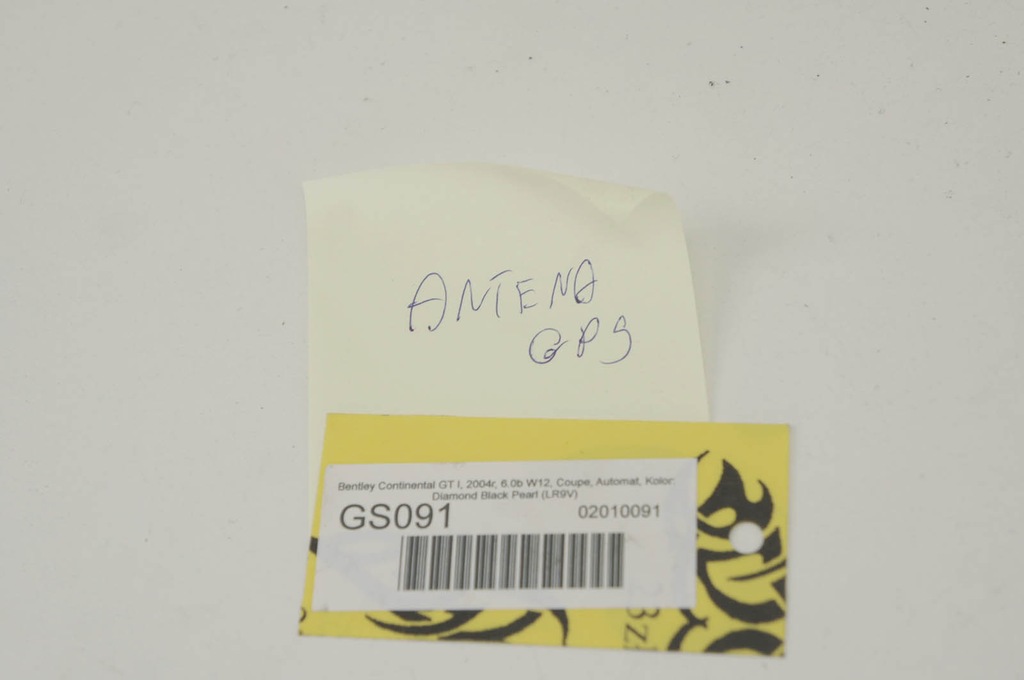 ANTENA
GPS
Bentley Continental GT I, 2004r, 6.0b W12, Coupe, Automat, Kolor:
Diamond Black Pearl (LR9V)
GS091 02010091